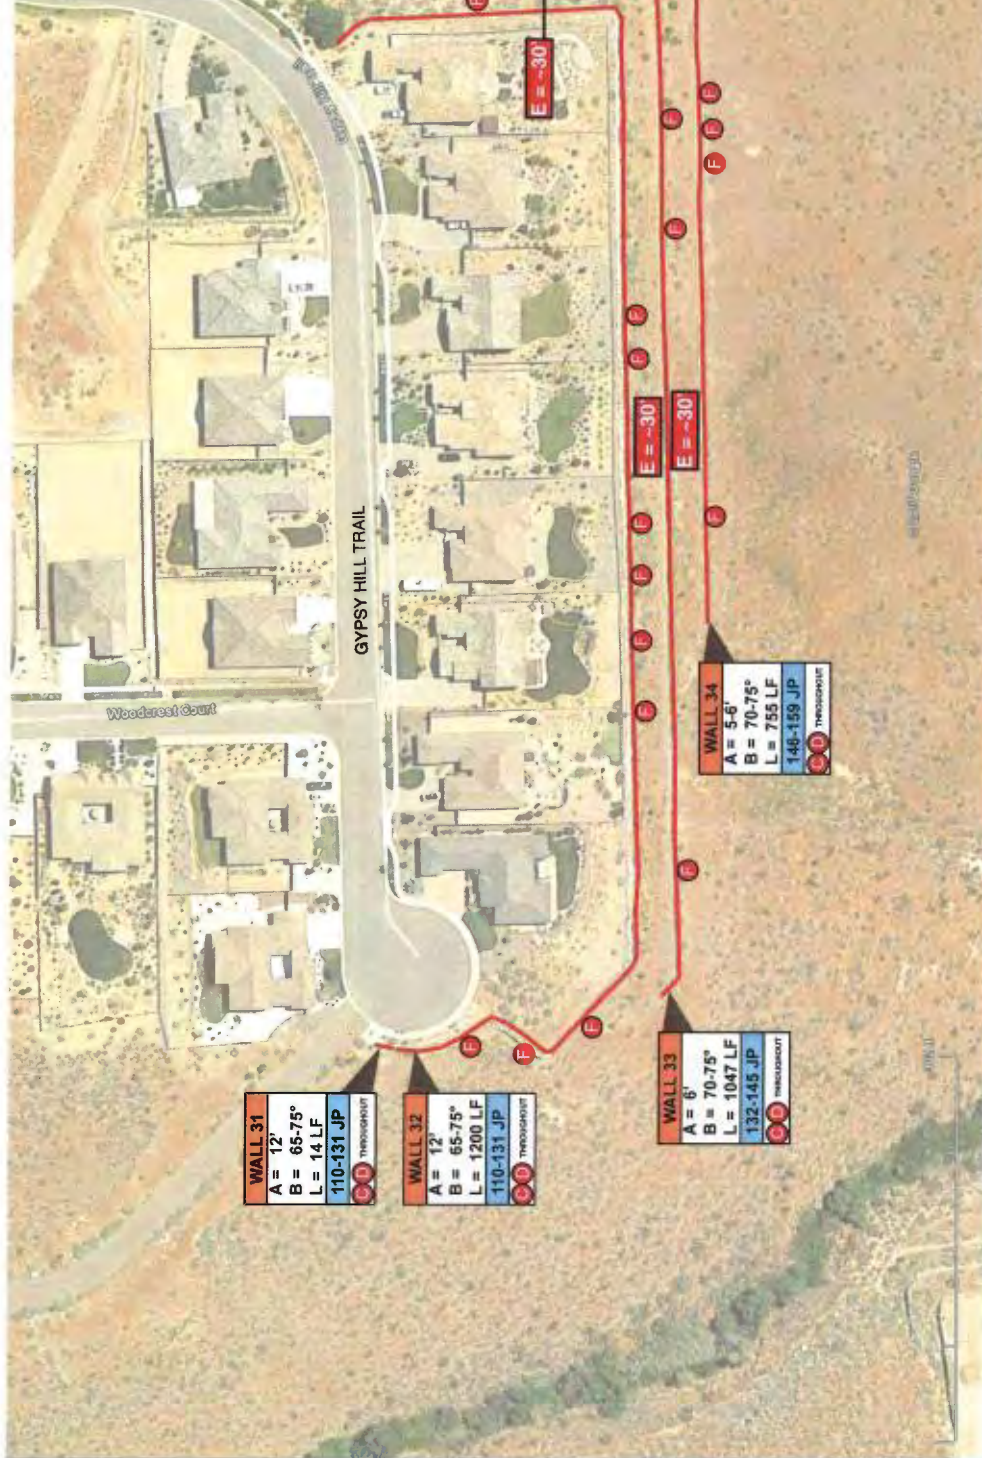 E = ~30'
F
F
F
F
F
F
F
F
F
E = ~30'
E = ~30'
F
F
F
F
F
F
F
F
F
GYPSY HILL TRAIL
Woodcrest Court
WALL 34
A = 5-6'
B = 70-75°
L = 755 LF
146-159 JP
C D THROUGHOUT
WALL 33
A = 6'
B = 70-75°
L = 1047 LF
132-145 JP
C D THROUGHOUT
WALL 31
A = 12'
B = 65-75°
L = 14 LF
110-131 JP
C D THROUGHOUT
WALL 32
A = 12'
B = 65-75°
L = 1200 LF
110-131 JP
C D THROUGHOUT